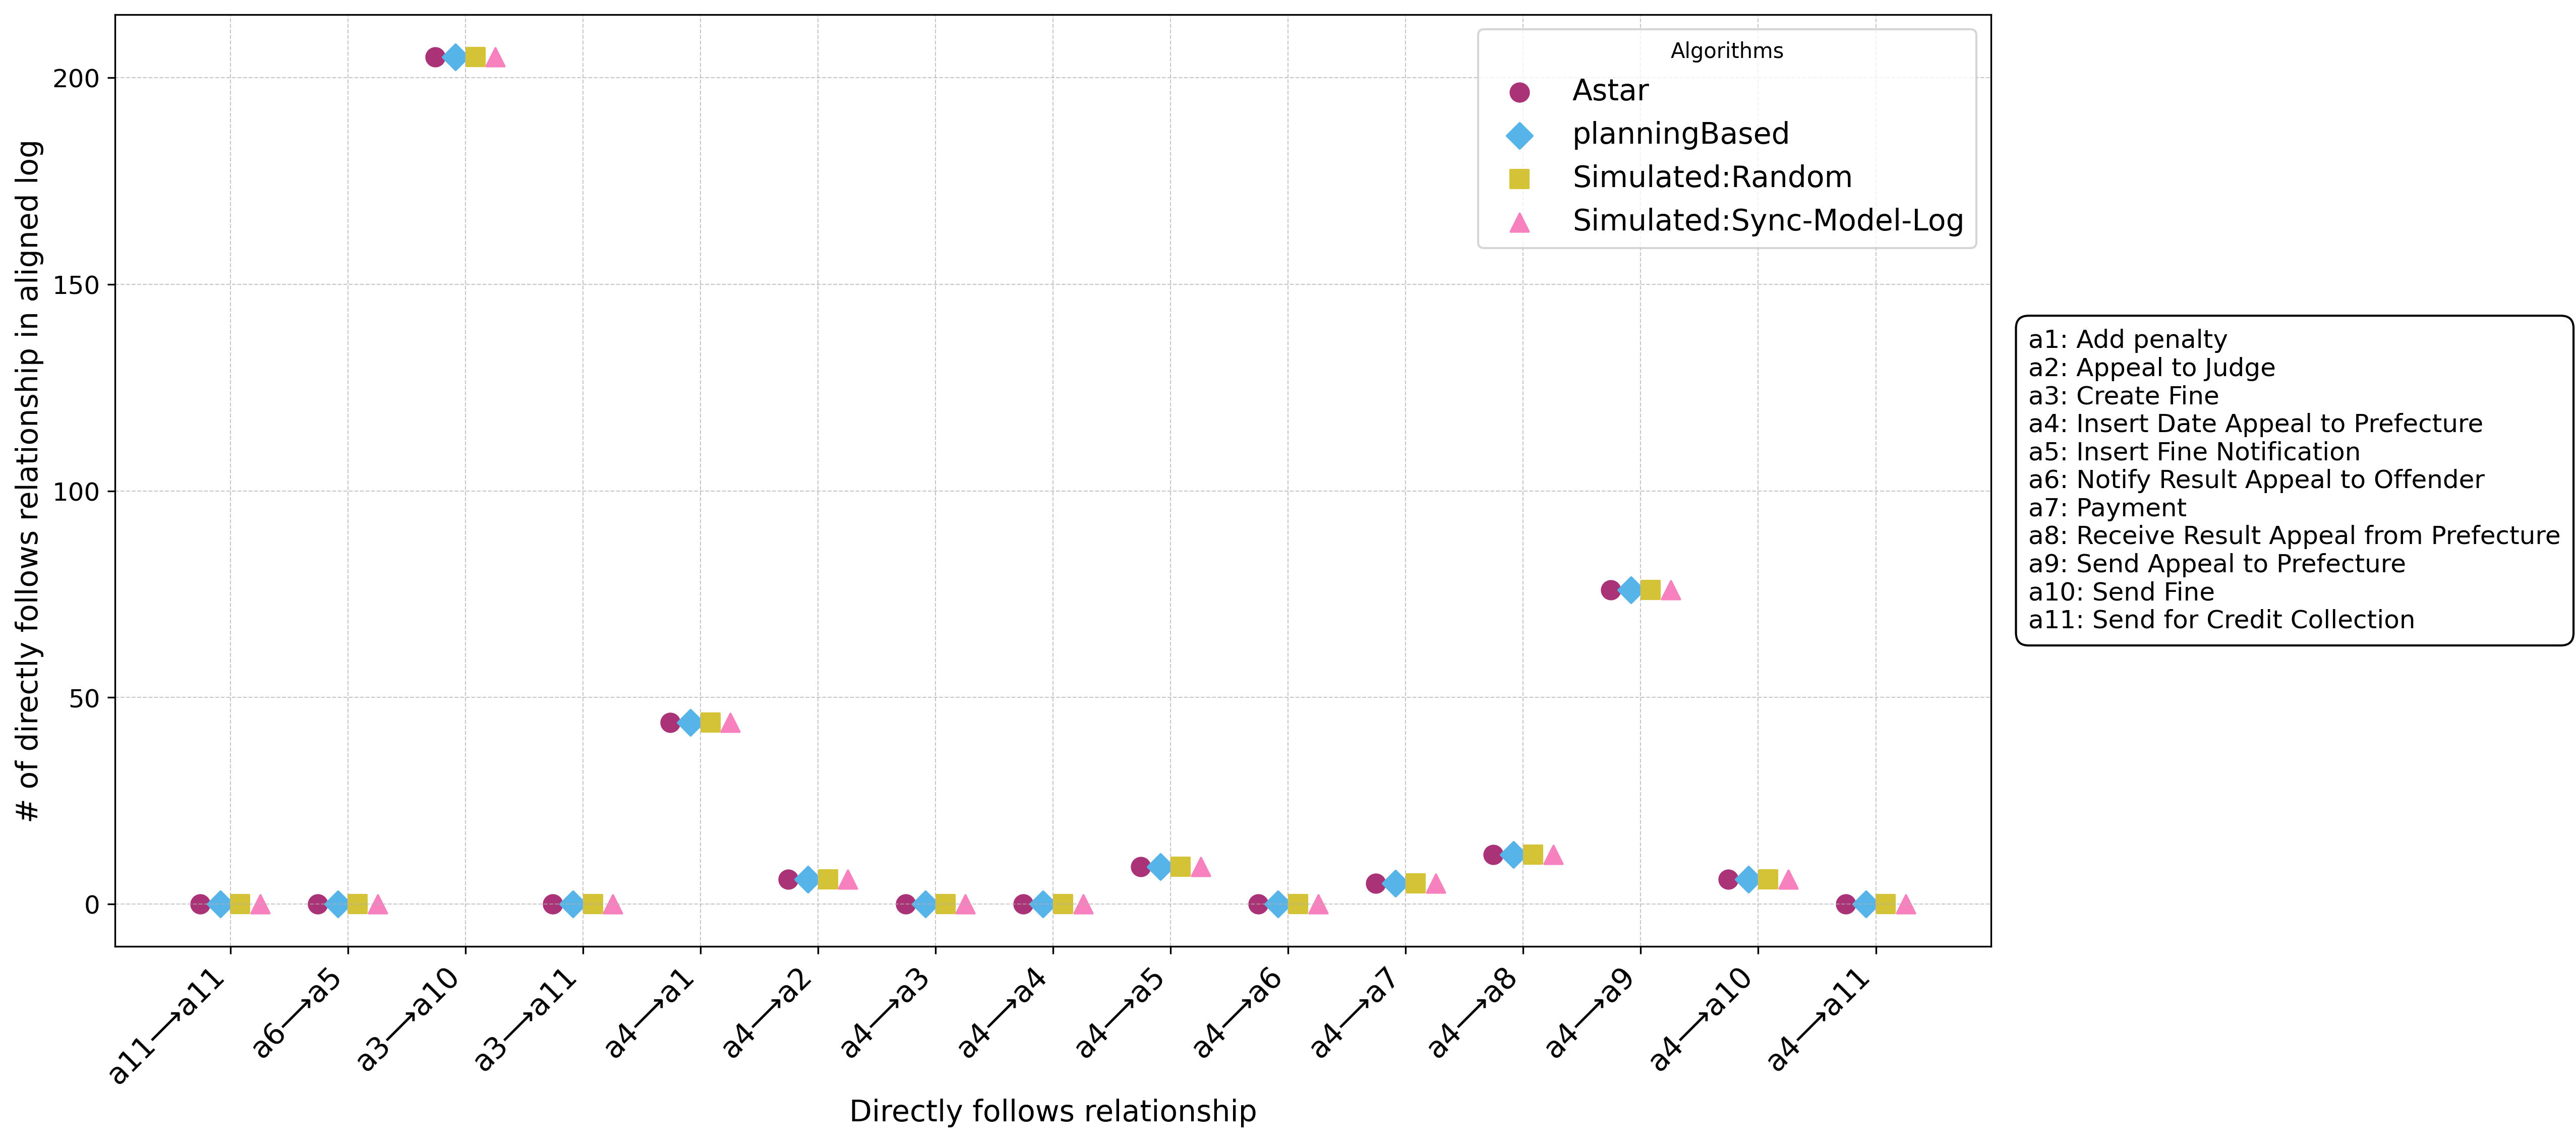 # of directly follows relationship in aligned log
200
150
100
50
0
Algorithms
Astar
planningBased
Simulated:Random
Simulated:Sync-Model-Log
a1: Add penalty
a2: Appeal to Judge
a3: Create Fine
a4: Insert Date Appeal to Prefecture
a5: Insert Fine Notification
a6: Notify Result Appeal to Offender
a7: Payment
a8: Receive Result Appeal from Prefecture
a9: Send Appeal to Prefecture
a10: Send Fine
a11: Send for Credit Collection
a11→a11
a6→a5
a3→a10
a3→a11
a4→a1
a4→a2
a4→a3
a4→a4
a4→a5
a4→a6
a4→a7
a4→a8
a4→a9
a4→a10
a4→a11
Directly follows relationship